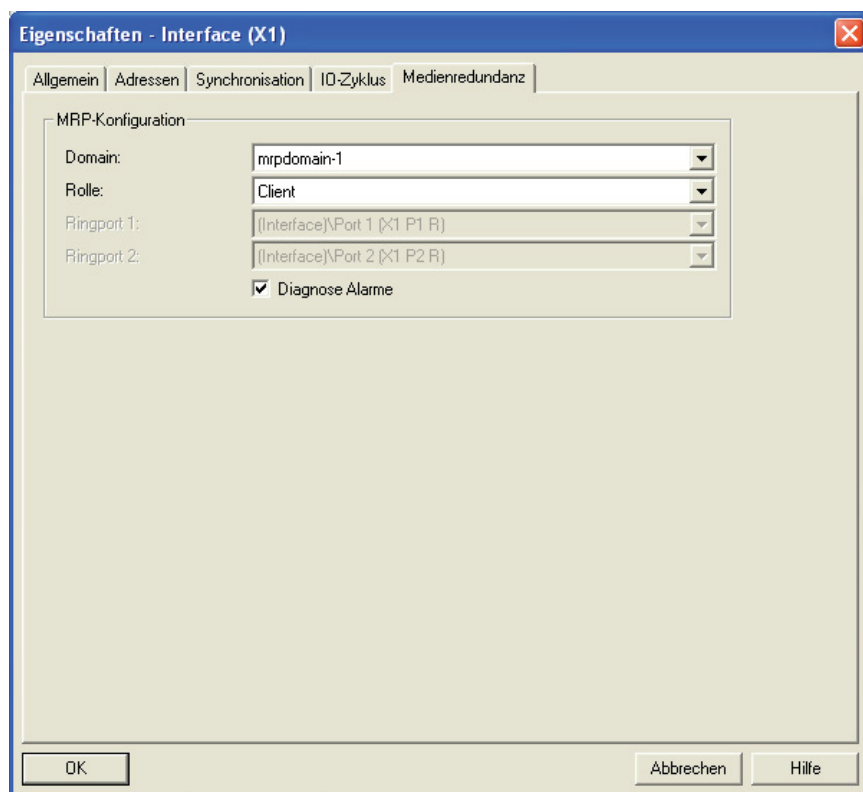 Eigenschaften - Interface (X1)
Allgemein Adressen Synchronisation IO-Zyklus Medienredundanz
MRP-Konfiguration
Domain: mrpdomain-1
Rolle: Client
Ringport 1: (Interface)\Port 1 (X1 P1 R)
Ringport 2: (Interface)\Port 2 (X1 P2 R)
Diagnose Alarme
OK Abbrechen Hilfe